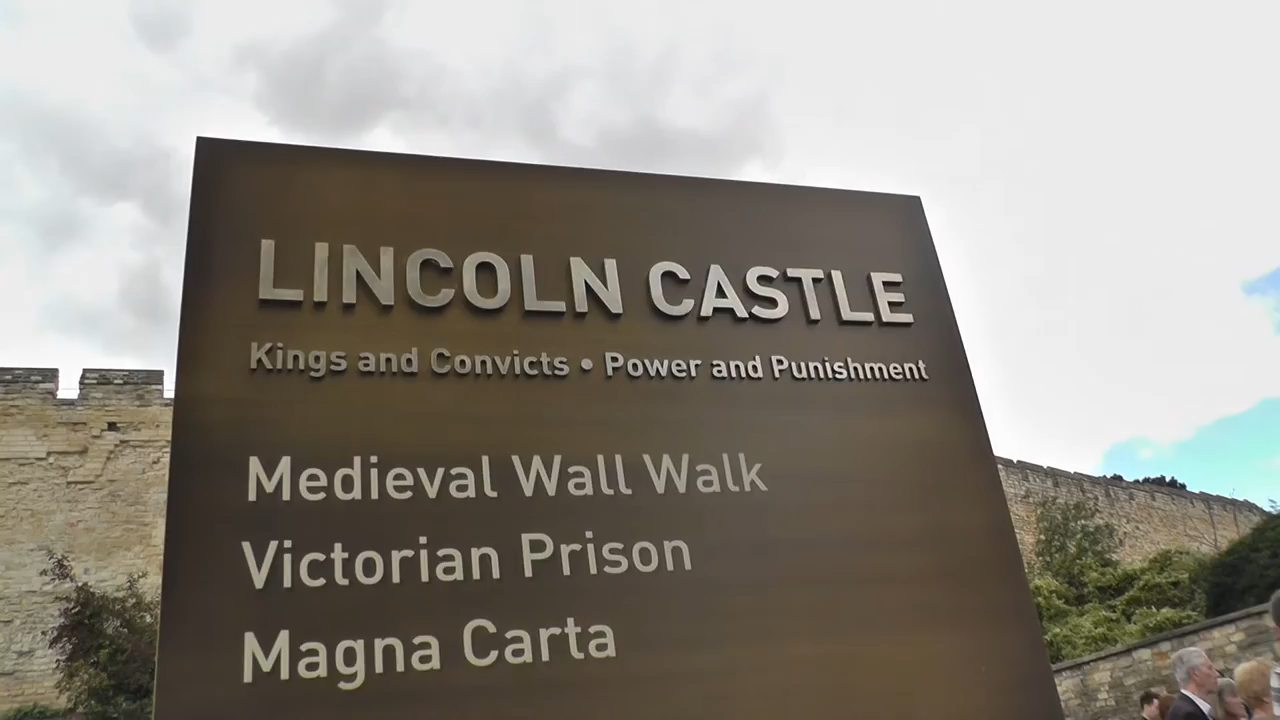 LINCOLN CASTLE
Kings and Convicts • Power and Punishment
Medieval Wall Walk
Victorian Prison
Magna Carta